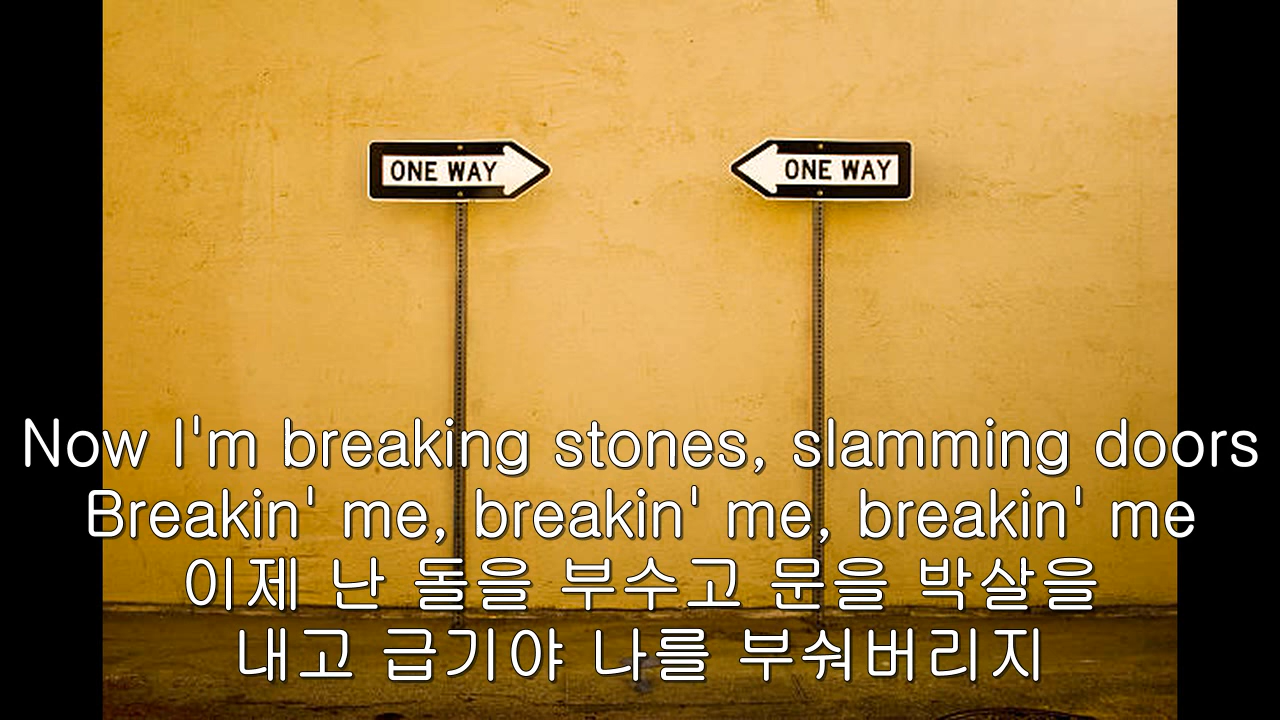 ONE WAY
ONE WAY
Now I'm breaking stones, slamming doors
Breakin' me, breakin' me, breakin' me
이제 난 돌을 부수고 문을 박살을
내고 급기야 나를 부숴버리지